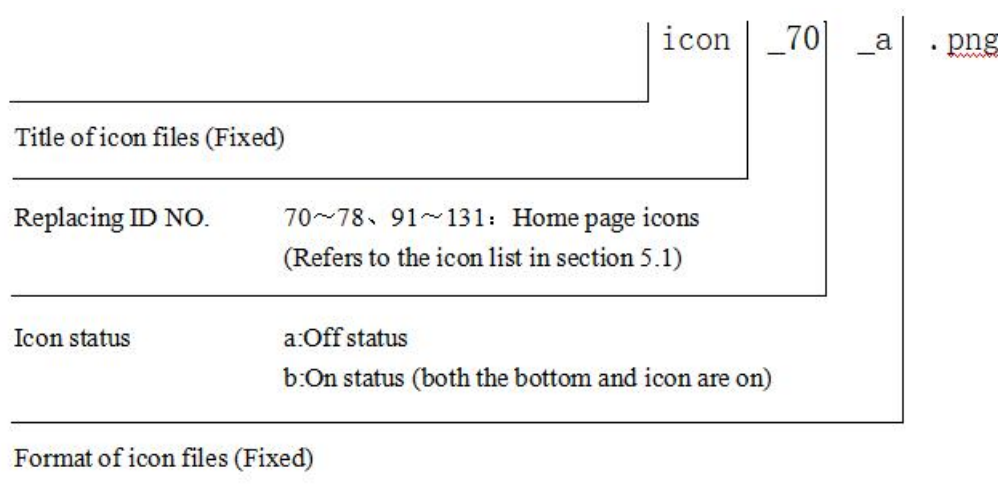 icon _70 _a .png
Title of icon files (Fixed)
Replacing ID NO. 70～78、91～131：Home page icons
(Refers to the icon list in section 5.1)
Icon status a:Off status
b:On status (both the bottom and icon are on)
Format of icon files (Fixed)